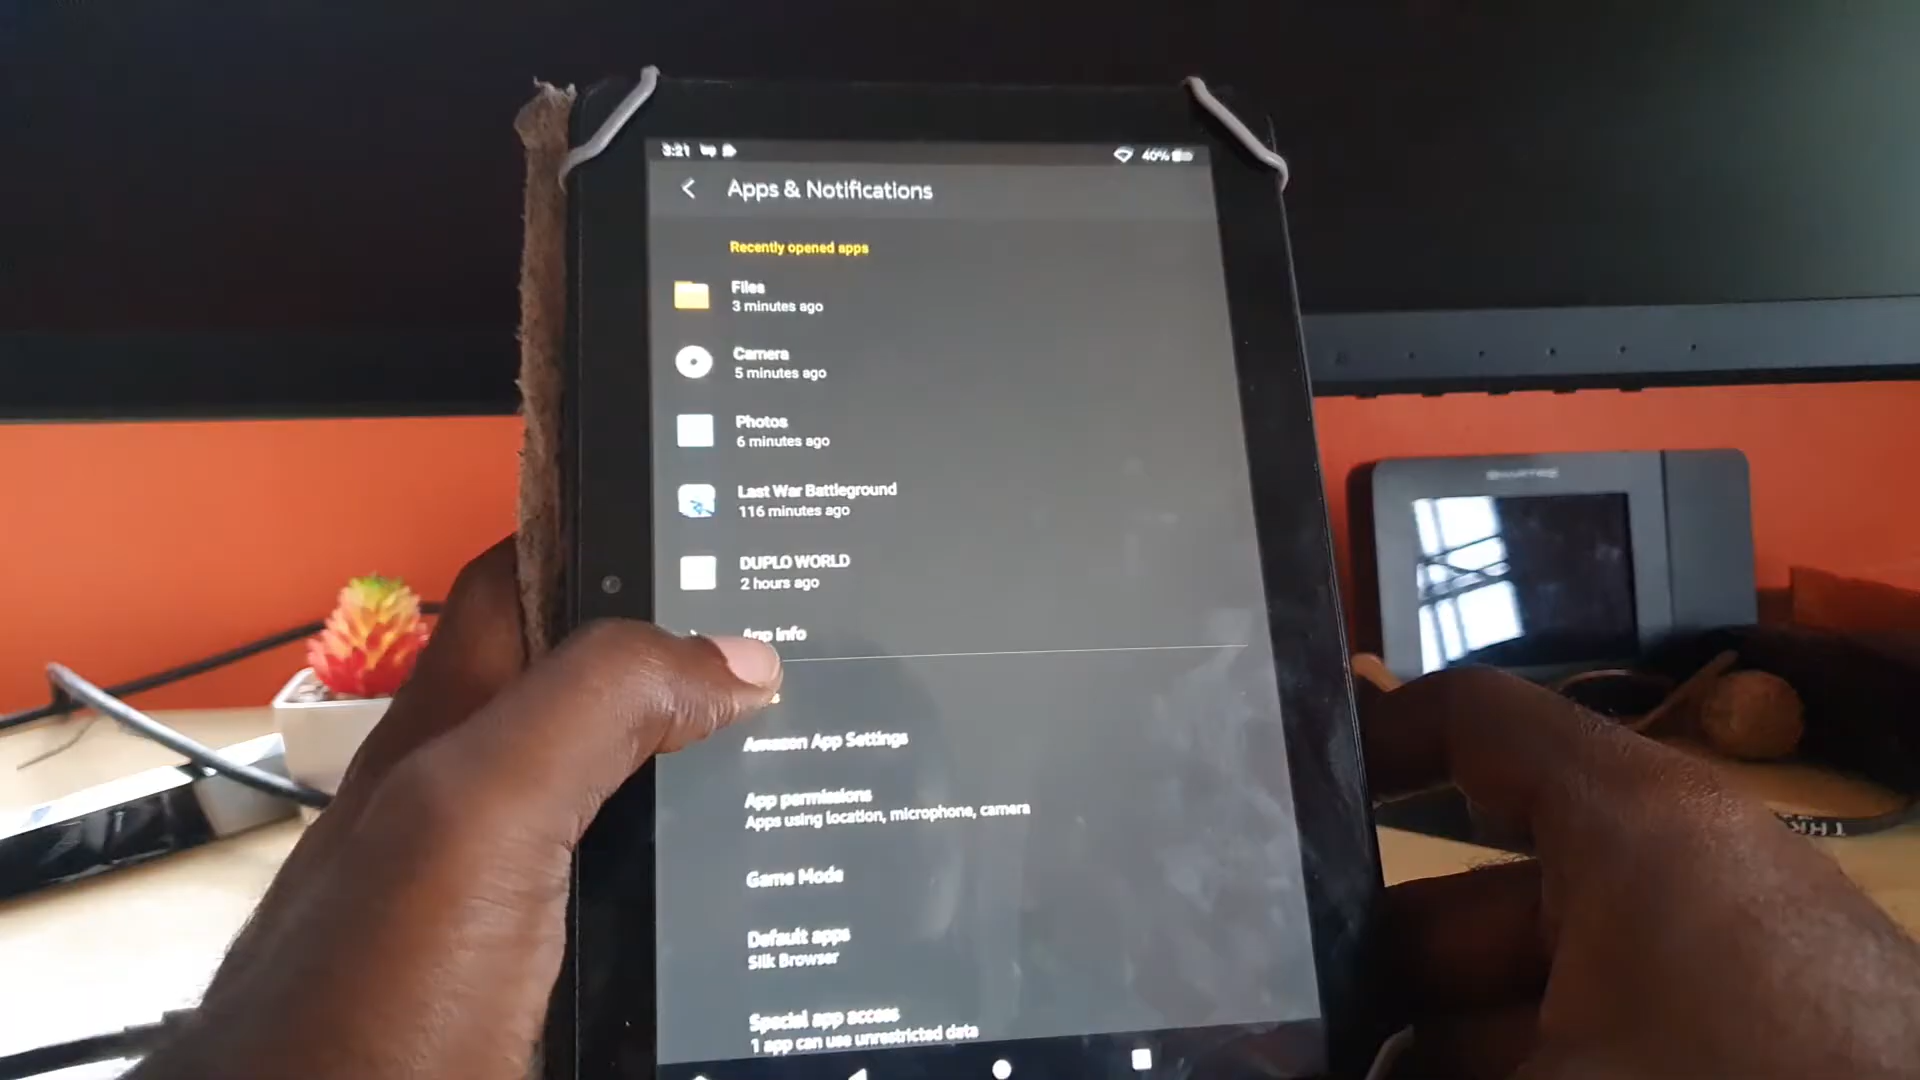 3:21
40%
Apps & Notifications
Recently opened apps
Files
3 minutes ago
Camera
5 minutes ago
Photos
6 minutes ago
Last War Battleground
116 minutes ago
DUPLO WORLD
2 hours ago
App info
Amazon App Settings
App permissions
Apps using location, microphone, camera
Game Mode
Default apps
Silk Browser
Special app access
1 app can use unrestricted data